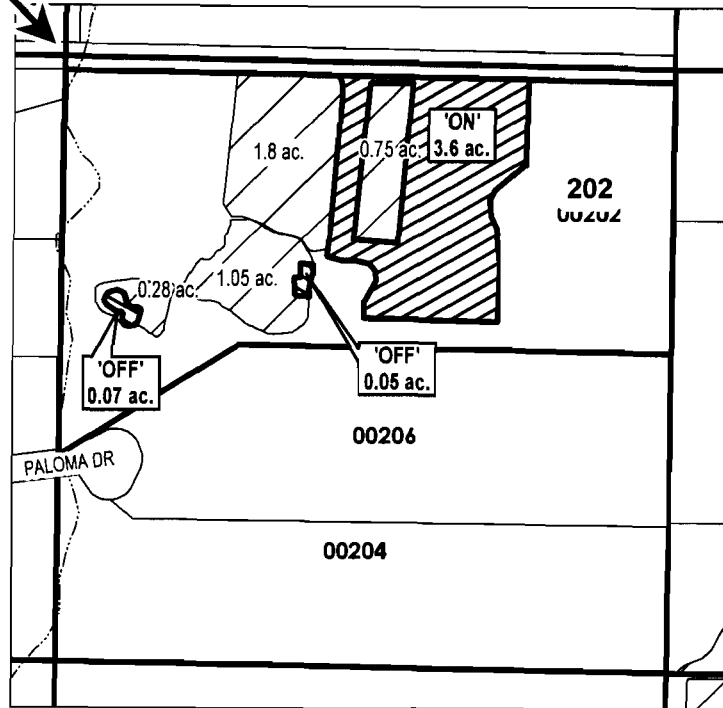 'ON'
3.6 ac.
1.8 ac.
0.75 ac.
202
00202
0.28 ac.
1.05 ac.
'OFF'
0.07 ac.
'OFF'
0.05 ac.
00206
PALOMA DR
00204